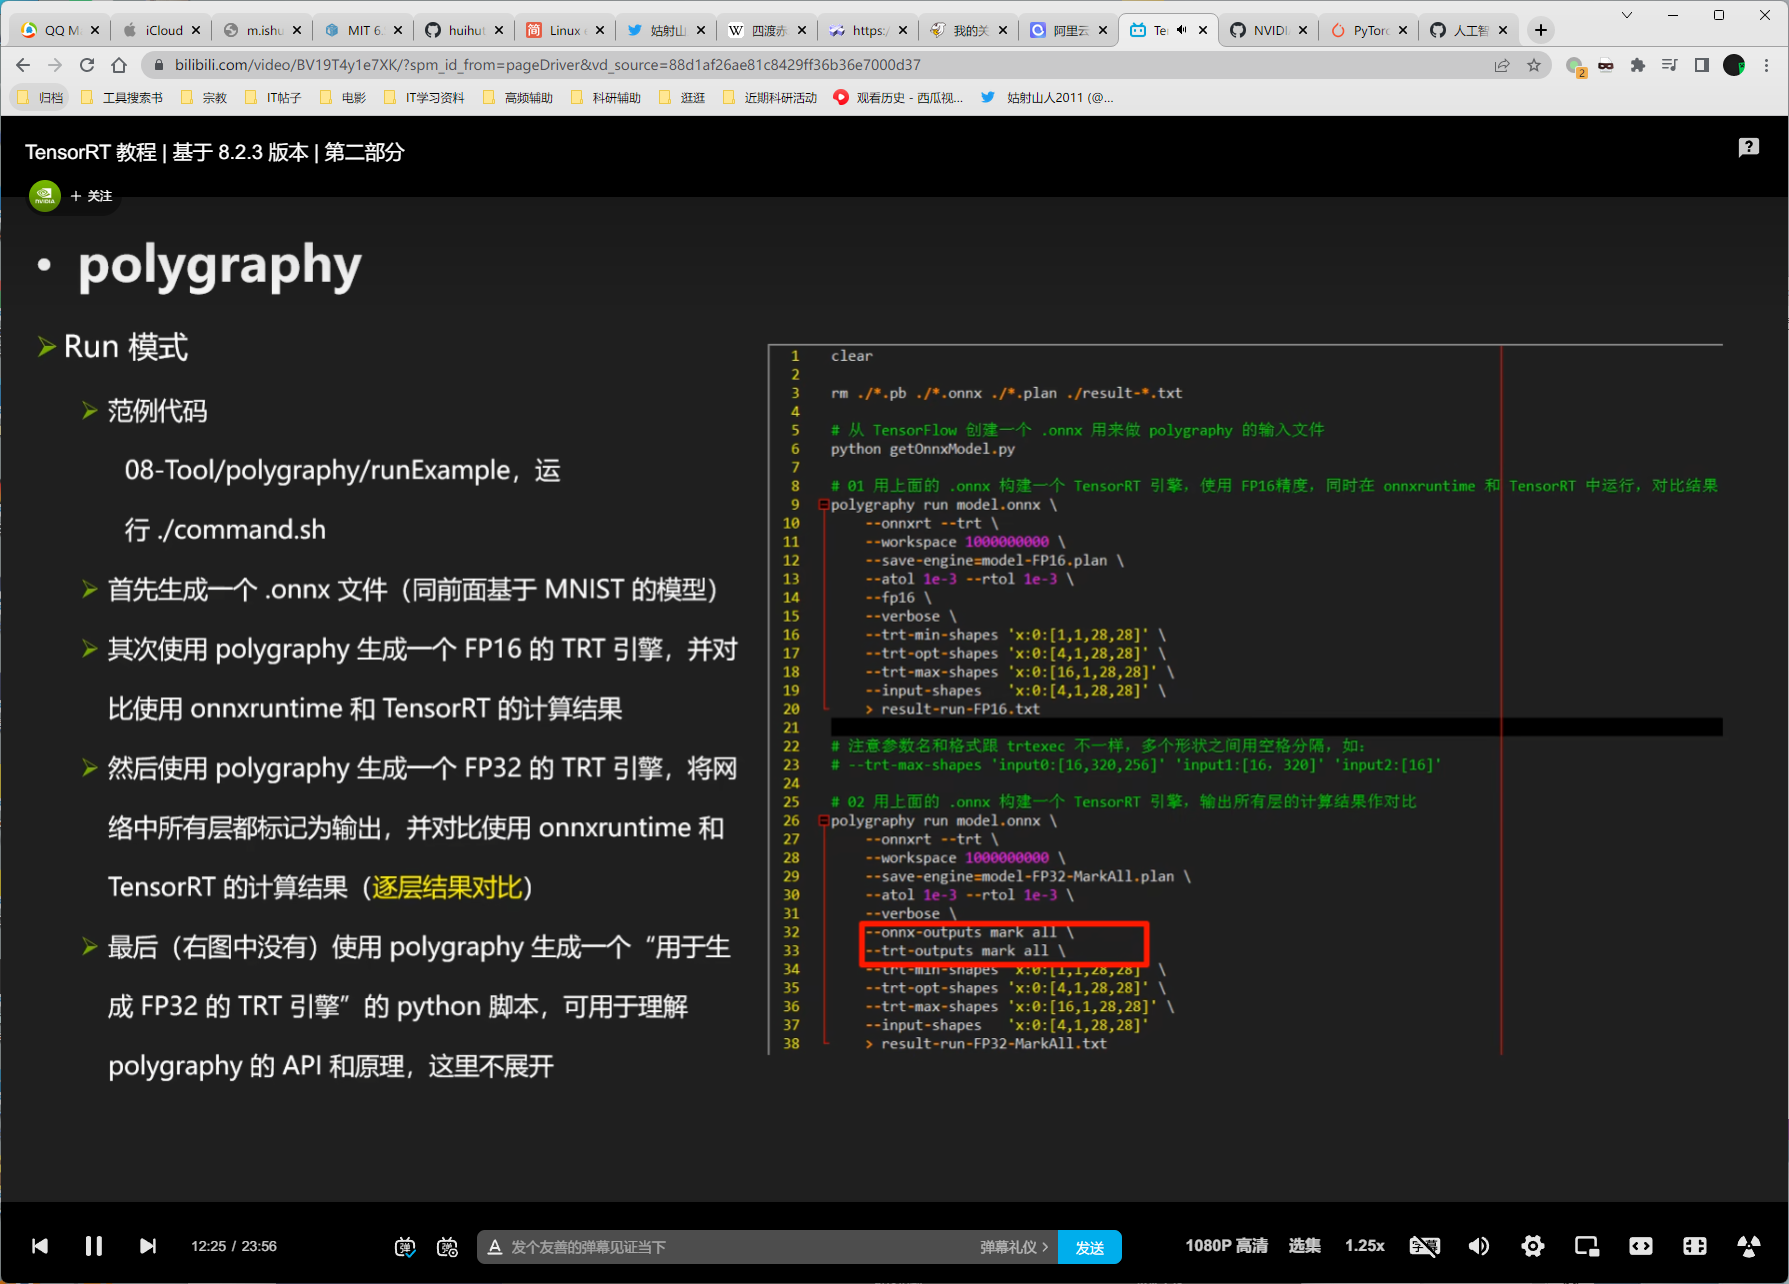 QQ M
iCloud
m.ishu
MIT 6.
huihut
Linux
姑射山
四渡赤
https:/
我的关
阿里云
Te
NVIDI
PyTorc
人工智
bilibili.com/video/BV19T4y1e7XK/?spm_id_from=pageDriver&vd_source=88d1af26ae81c8429ff36b36e7000d37
2
归档
工具搜索书
宗教
IT帖子
电影
IT学习资料
高频辅助
科研辅助
逛逛
近期科研活动
观看历史 - 西瓜视...
姑射山人2011 (@...
TensorRT 教程 | 基于 8.2.3 版本 | 第二部分
NVIDIA
+ 关注
• polygraphy
Run 模式
范例代码
08-Tool/polygraphy/runExample，运
行 ./command.sh
首先生成一个 .onnx 文件（同前面基于 MNIST 的模型）
其次使用 polygraphy 生成一个 FP16 的 TRT 引擎，并对
比使用 onnxruntime 和 TensorRT 的计算结果
然后使用 polygraphy 生成一个 FP32 的 TRT 引擎，将网
络中所有层都标记为输出，并对比使用 onnxruntime 和
TensorRT 的计算结果（逐层结果对比）
最后（右图中没有）使用 polygraphy 生成一个“用于生
成 FP32 的 TRT 引擎”的 python 脚本，可用于理解
polygraphy 的 API 和原理，这里不展开
1 clear
2
3 rm ./*.pb ./*.onnx ./*.plan ./result-*.txt
4
5 # 从 TensorFlow 创建一个 .onnx 用来做 polygraphy 的输入文件
6 python getOnnxModel.py
7
8 # 01 用上面的 .onnx 构建一个 TensorRT 引擎，使用 FP16精度，同时在 onnxruntime 和 TensorRT 中运行，对比结果
9 polygraphy run model.onnx \
10 --onnxrt --trt \
11 --workspace 1000000000 \
12 --save-engine=model-FP16.plan \
13 --atol 1e-3 --rtol 1e-3 \
14 --fp16 \
15 --verbose \
16 --trt-min-shapes 'x:0:[1,1,28,28]' \
17 --trt-opt-shapes 'x:0:[4,1,28,28]' \
18 --trt-max-shapes 'x:0:[16,1,28,28]' \
19 --input-shapes 'x:0:[4,1,28,28]' \
20 > result-run-FP16.txt
21
22 # 注意参数名和格式跟 trtexec 不一样，多个形状之间用空格分隔，如：
23 # --trt-max-shapes 'input0:[16,320,256]' 'input1:[16，320]' 'input2:[16]'
24
25 # 02 用上面的 .onnx 构建一个 TensorRT 引擎，输出所有层的计算结果作对比
26 polygraphy run model.onnx \
27 --onnxrt --trt \
28 --workspace 1000000000 \
29 --save-engine=model-FP32-MarkAll.plan \
30 --atol 1e-3 --rtol 1e-3 \
31 --verbose \
32 --onnx-outputs mark all \
33 --trt-outputs mark all \
34 --trt-min-shapes 'x:0:[1,1,28,28]' \
35 --trt-opt-shapes 'x:0:[4,1,28,28]' \
36 --trt-max-shapes 'x:0:[16,1,28,28]' \
37 --input-shapes 'x:0:[4,1,28,28]'
38 > result-run-FP32-MarkAll.txt
12:25 / 23:56
弹
弹
A 发个友善的弹幕见证当下
弹幕礼仪 >
发送
1080P 高清
选集
1.25x
字幕